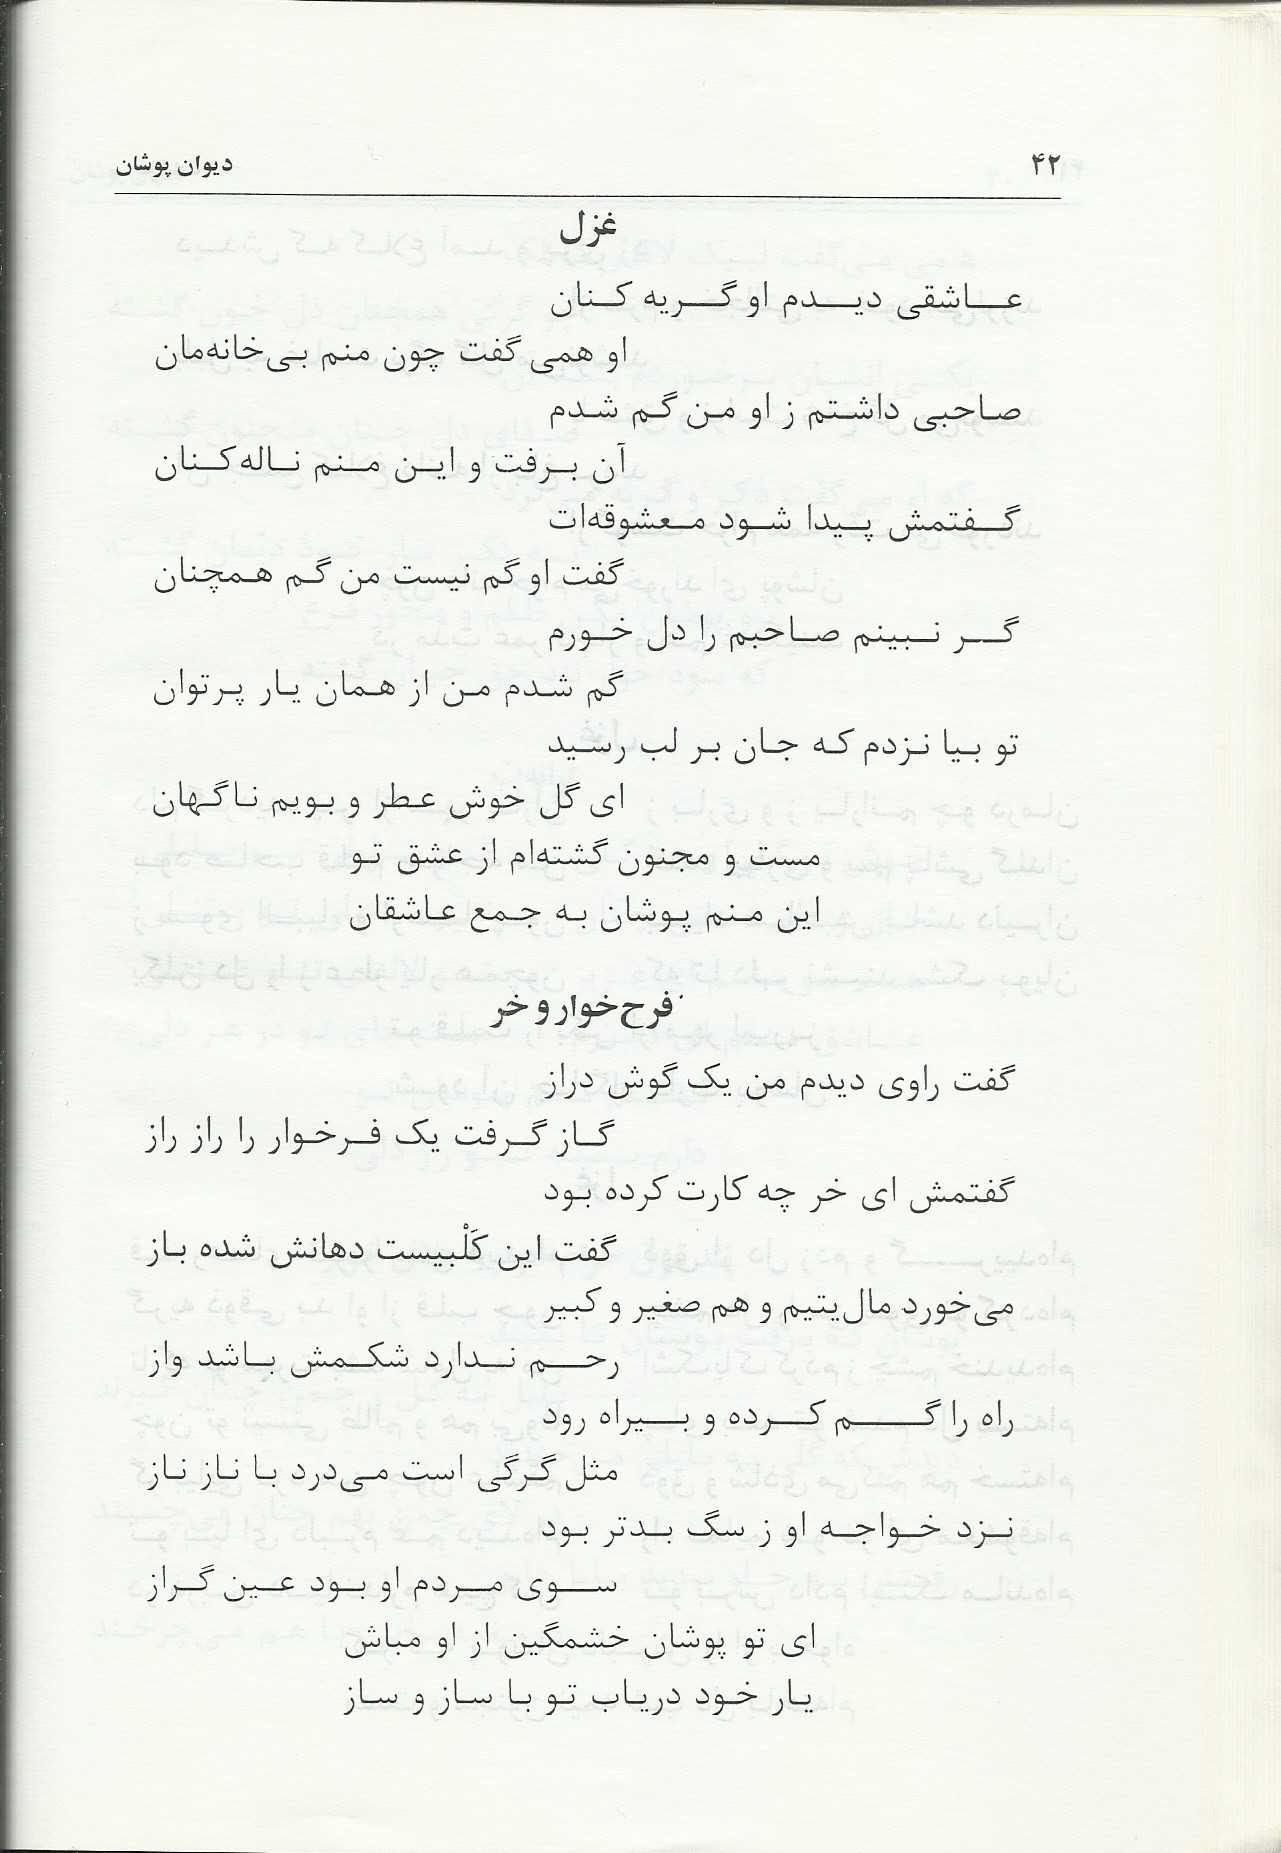 ۴۲
دیوان پوشان
غزل
عاشقی دیدم او گریه کنان
او همی گفت چون منم بی‌خانه‌مان
صاحبی داشتم ز او من گم شدم
آن برفت و این منم ناله‌کنان
گفتمش پیدا شود معشوقه‌ات
گفت او گم نیست من گم همچنان
گر نبینم صاحبم را دل خورم
گم شدم من از همان یار پرتوان
تو بیا نزدم که جان بر لب رسید
ای گل خوش عطر و بویم ناگهان
مست و مجنون گشته‌ام از عشق تو
این منم پوشان به جمع عاشقان
فرح‌خوار و خر
گفت راوی دیدم من یک گوش دراز
گاز گرفت یک فرخوار را راز راز
گفتمش ای خر چه کارت کرده بود
گفت این کَلْبیست دهانش شده باز
می‌خورد مال‌یتیم و هم صغیر و کبیر
رحم ندارد شکمش باشد واز
راه را گم کرده و بیراه رود
مثل گرگی است می‌درد با ناز ناز
نزد خواجه او ز سگ بدتر بود
سوی مردم او بود عین گراز
ای تو پوشان خشمگین از او مباش
یار خود دریاب تو با ساز و ساز